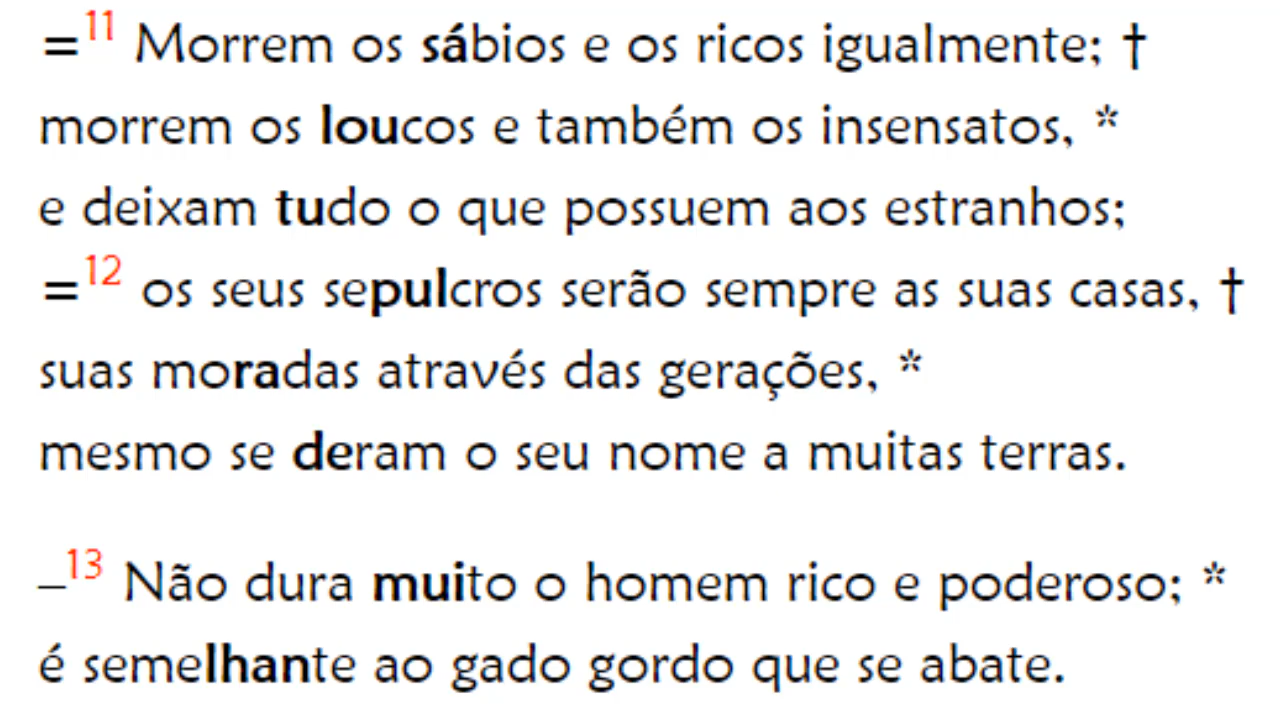 =11 Morrem os sábios e os ricos igualmente; †
morrem os loucos e também os insensatos, *
e deixam tudo o que possuem aos estranhos;
=12 os seus sepulcros serão sempre as suas casas, †
suas moradas através das gerações, *
mesmo se deram o seu nome a muitas terras.
–13 Não dura muito o homem rico e poderoso; *
é semelhante ao gado gordo que se abate.